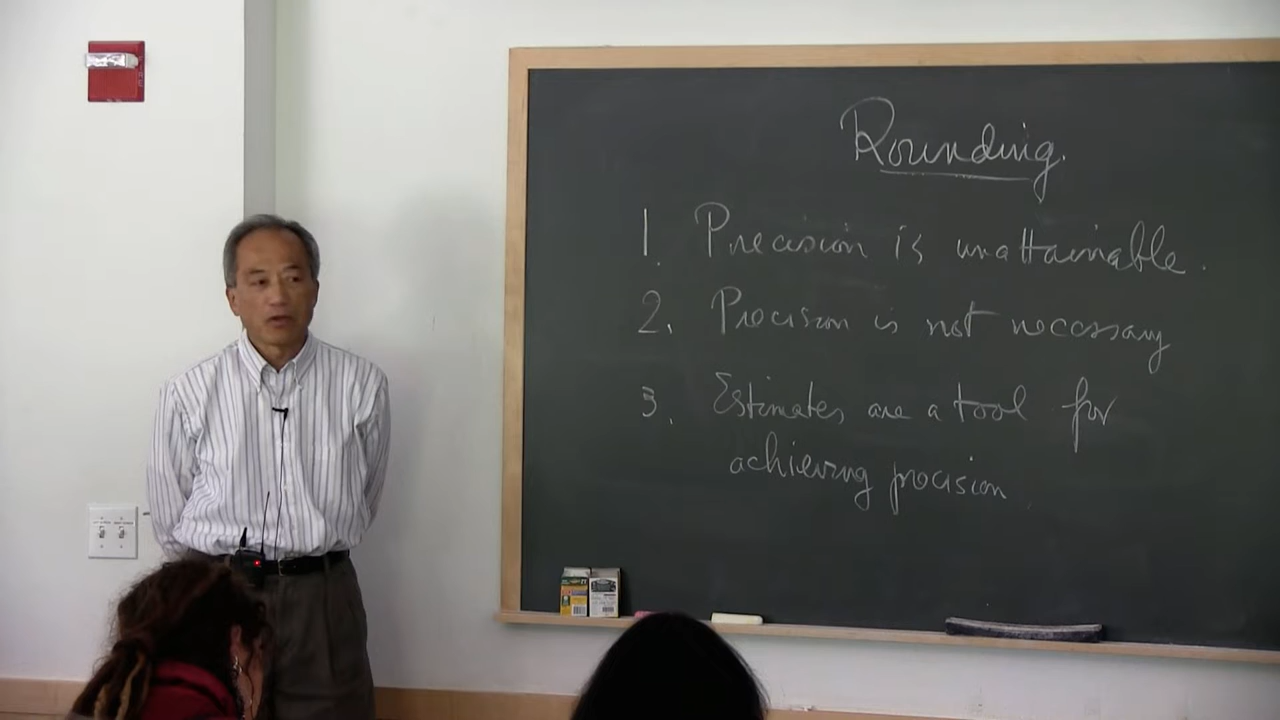 Rounding.
1. Precision is unattainable.
2. Precision is not necessary
3. Estimates are a tool for
achieving precision